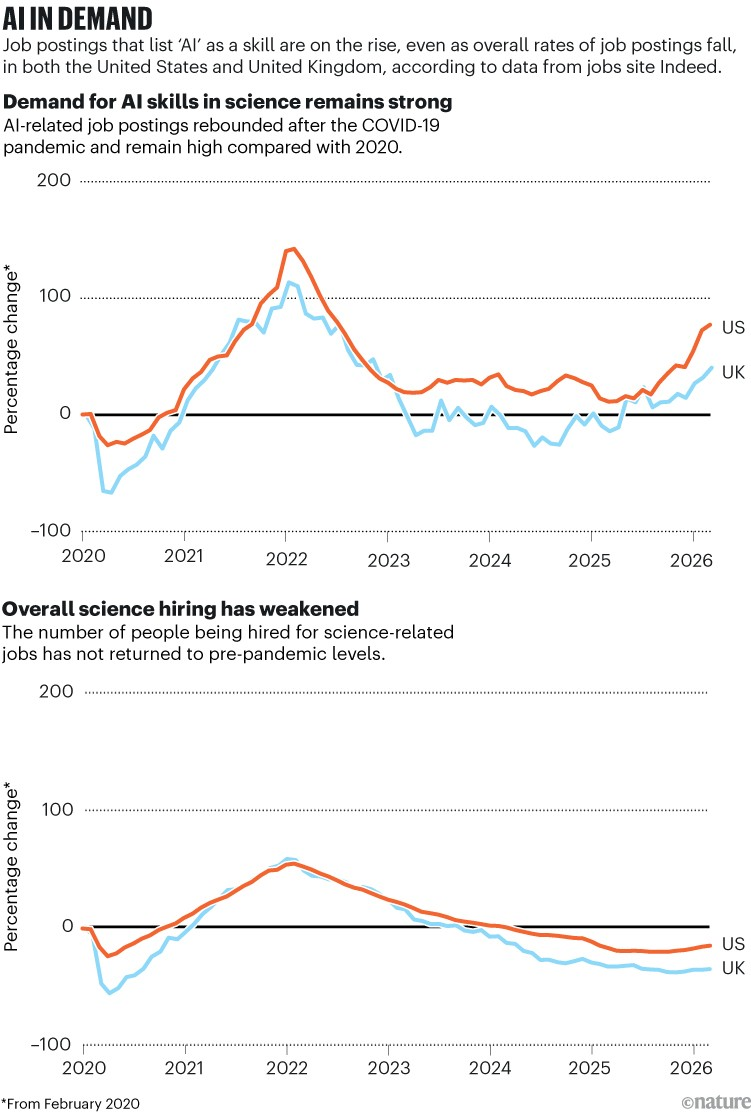 AI IN DEMAND
Job postings that list ‘AI’ as a skill are on the rise, even as overall rates of job postings fall,
in both the United States and United Kingdom, according to data from jobs site Indeed.
Demand for AI skills in science remains strong
AI-related job postings rebounded after the COVID-19
pandemic and remain high compared with 2020.
Percentage change*
200
100
0
–100
US
UK
2020 2021 2022 2023 2024 2025 2026
Overall science hiring has weakened
The number of people being hired for science-related
jobs has not returned to pre-pandemic levels.
Percentage change*
200
100
0
–100
US
UK
2020 2021 2022 2023 2024 2025 2026
*From February 2020
©nature